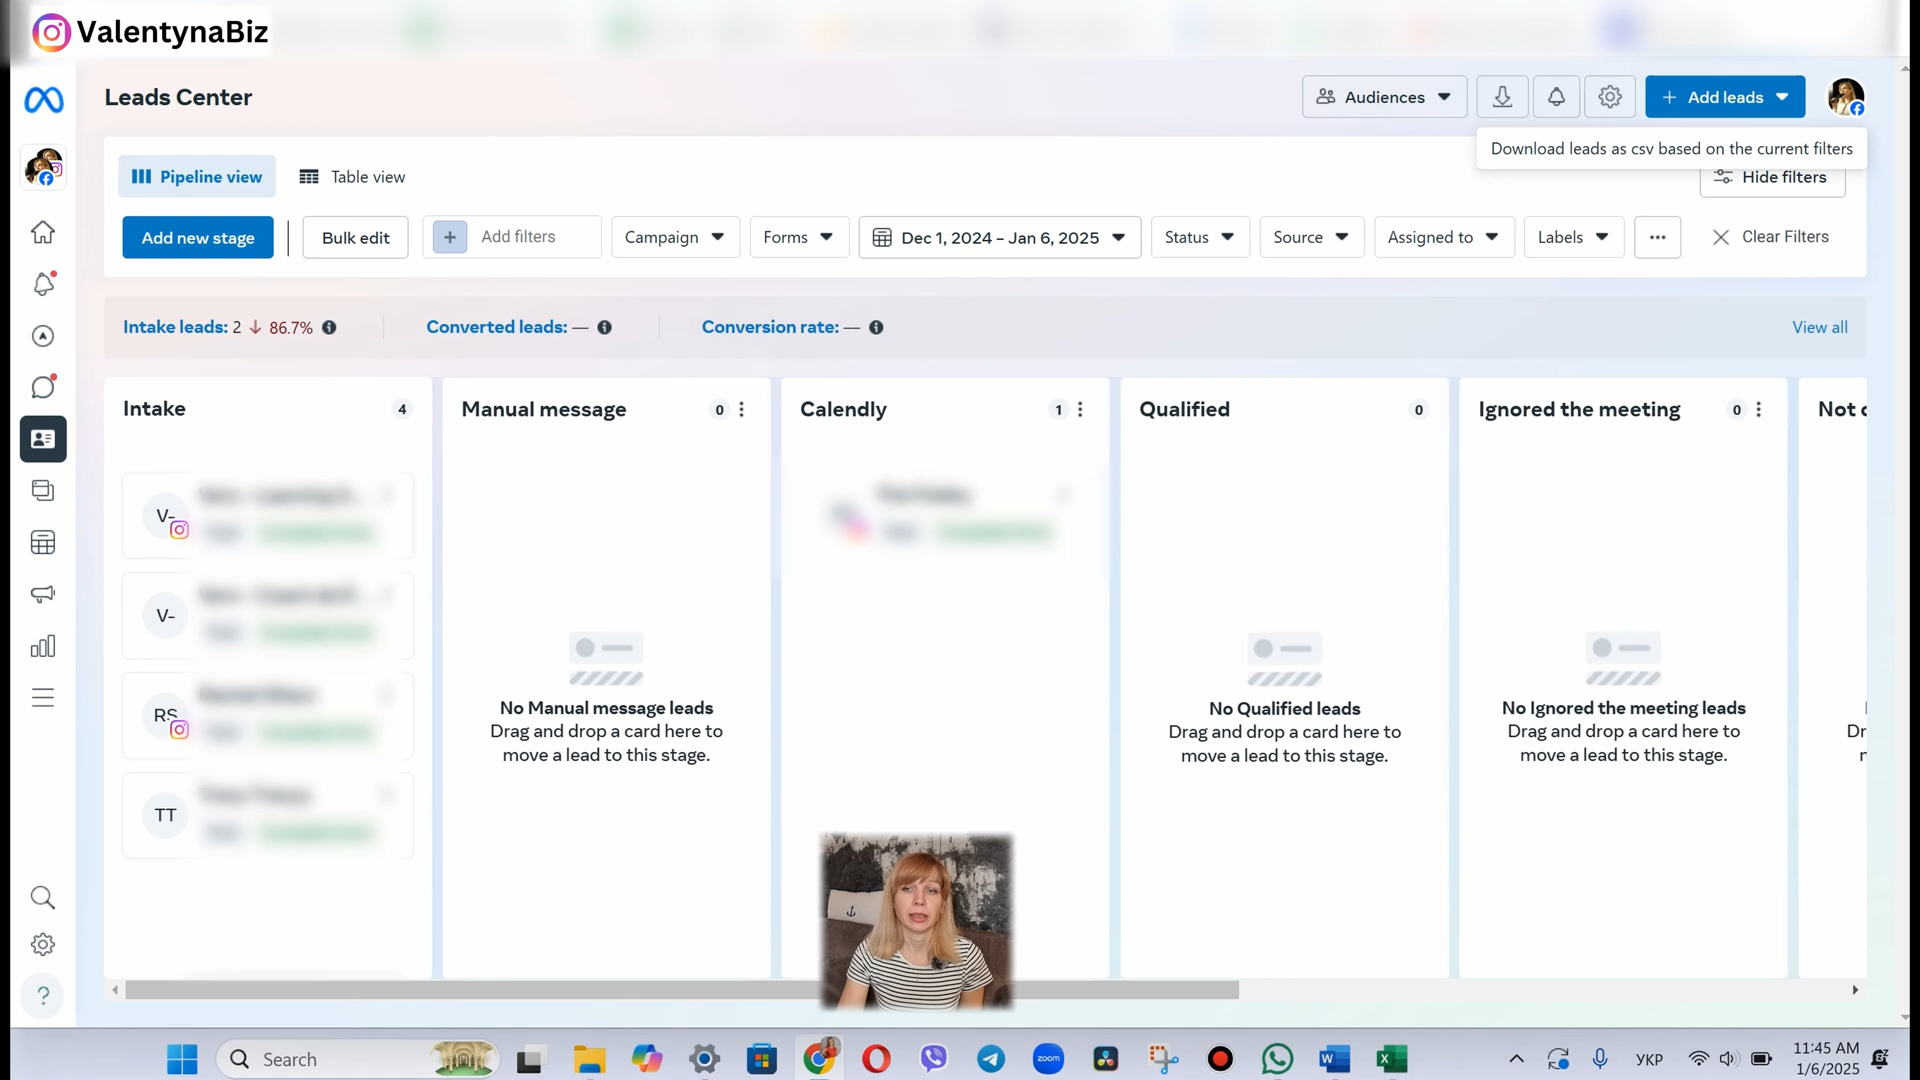 ValentynaBiz
Leads Center
Audiences
Add leads
Download leads as csv based on the current filters
Pipeline view
Table view
Hide filters
Add new stage
Bulk edit
Add filters
Campaign
Forms
Dec 1, 2024 – Jan 6, 2025
Status
Source
Assigned to
Labels
Clear Filters
Intake leads: 2 ↓ 86.7%
Converted leads: —
Conversion rate: —
View all
Intake 4
Manual message 0
Calendly 1
Qualified 0
Ignored the meeting 0
V-
V-
RS
TT
No Manual message leads
Drag and drop a card here to
move a lead to this stage.
No Qualified leads
Drag and drop a card here to
move a lead to this stage.
No Ignored the meeting leads
Drag and drop a card here to
move a lead to this stage.
Search
zoom
УКР
11:45 AM
1/6/2025